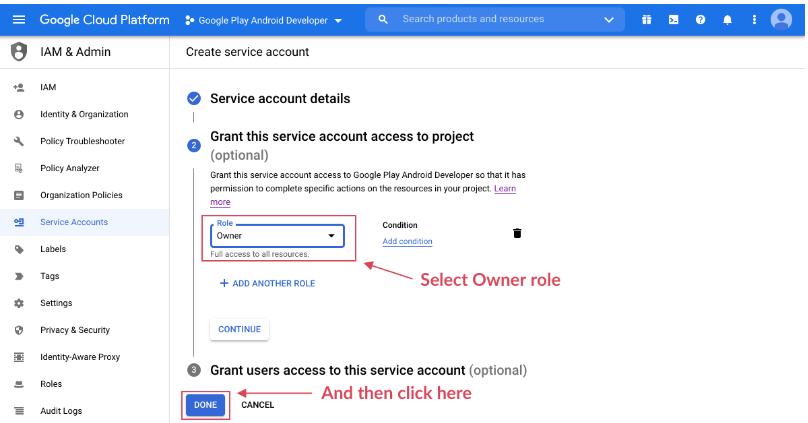 Google Cloud Platform
Google Play Android Developer
Search products and resources
IAM & Admin
Create service account
IAM
Identity & Organization
Policy Troubleshooter
Policy Analyzer
Organization Policies
Service Accounts
Labels
Tags
Settings
Privacy & Security
Identity-Aware Proxy
Roles
Audit Logs
Service account details
2
Grant this service account access to project
(optional)
Grant this service account access to Google Play Android Developer so that it has
permission to complete specific actions on the resources in your project. Learn
more
Role
Owner
Full access to all resources.
Condition
Add condition
Select Owner role
+ ADD ANOTHER ROLE
CONTINUE
3 Grant users access to this service account (optional)
And then click here
DONE CANCEL